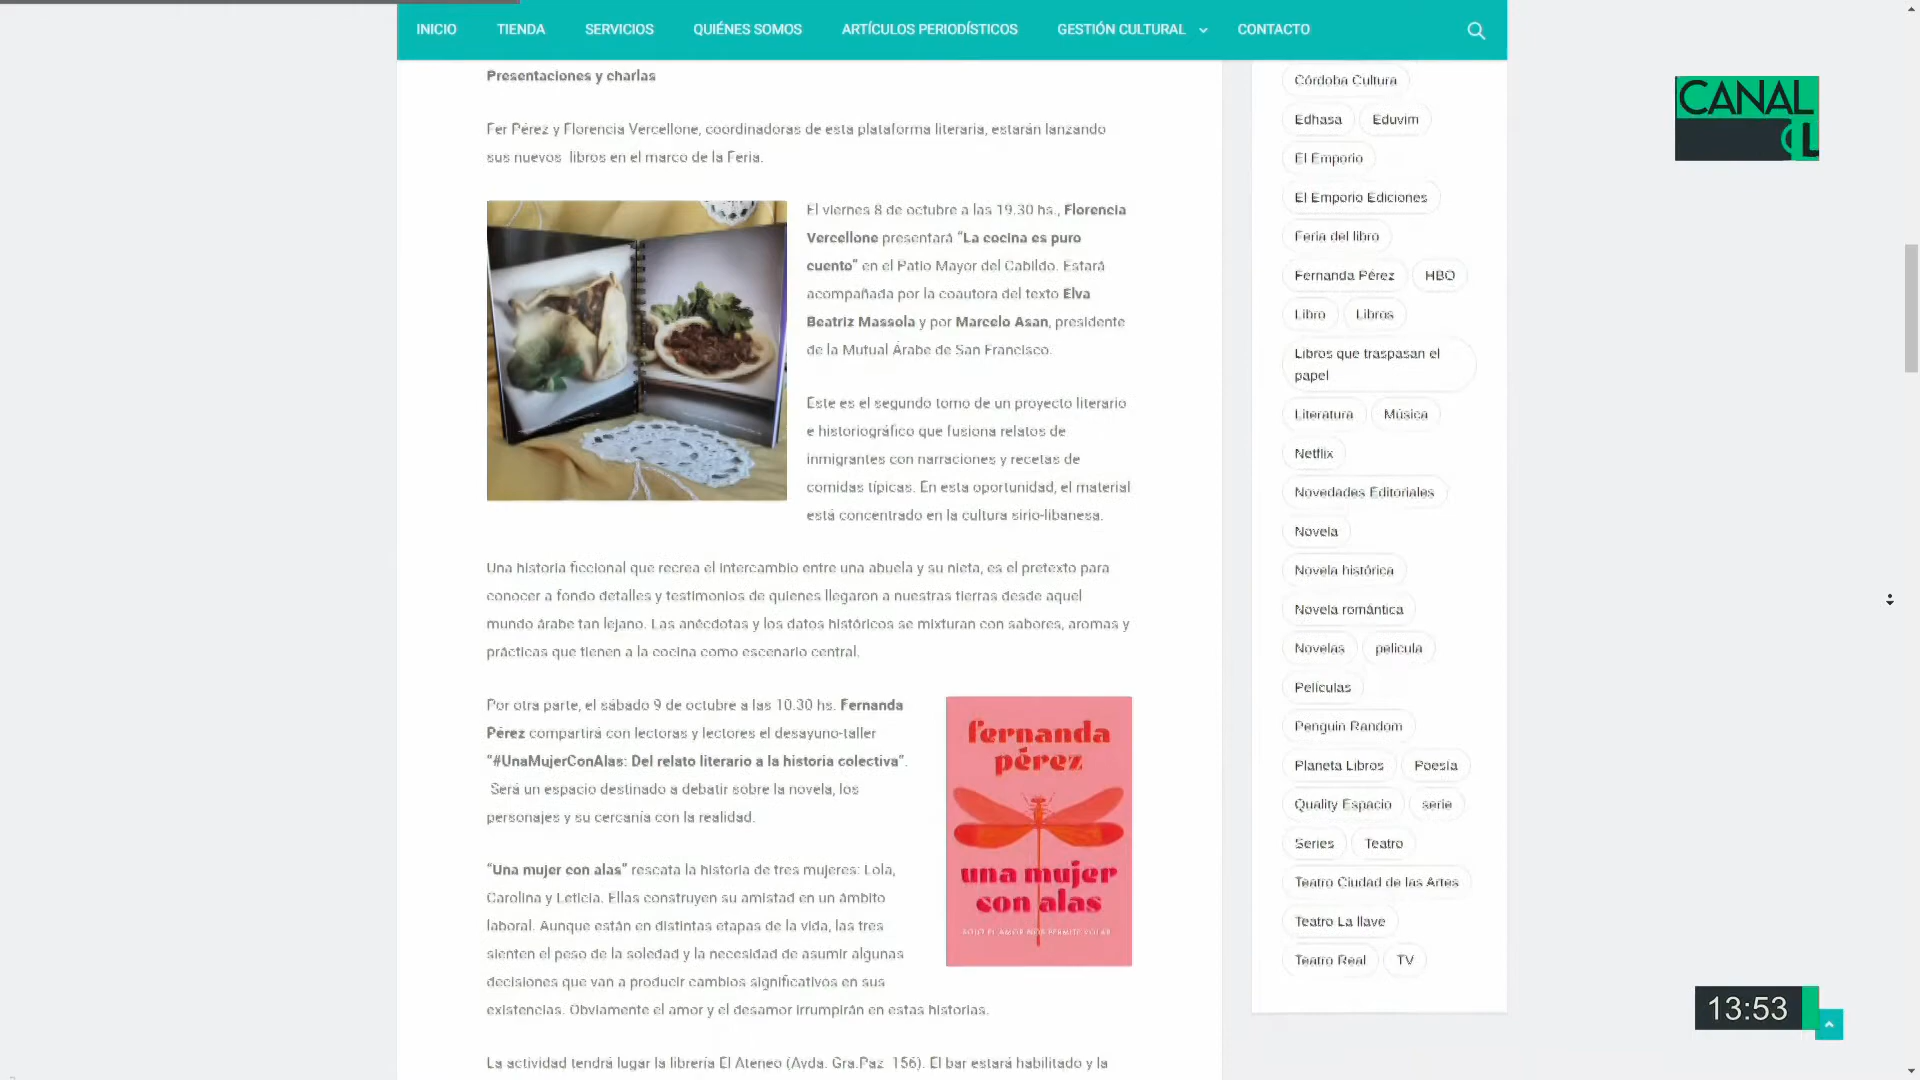 INICIO TIENDA SERVICIOS QUIÉNES SOMOS ARTÍCULOS PERIODÍSTICOS GESTIÓN CULTURAL CONTACTO
Presentaciones y charlas
Fer Pérez y Florencia Vercellone, coordinadoras de esta plataforma literaria, estarán lanzando
sus nuevos libros en el marco de la Feria.
El viernes 8 de octubre a las 19.30 hs., Florencia
Vercellone presentará “La cocina es puro
cuento” en el Patio Mayor del Cabildo. Estará
acompañada por la coautora del texto Elva
Beatriz Massola y por Marcelo Asan, presidente
de la Mutual Árabe de San Francisco.
Este es el segundo tomo de un proyecto literario
e historiográfico que fusiona relatos de
inmigrantes con narraciones y recetas de
comidas típicas. En esta oportunidad, el material
está concentrado en la cultura sirio-libanesa.
Una historia ficcional que recrea el intercambio entre una abuela y su nieta, es el pretexto para
conocer a fondo detalles y testimonios de quienes llegaron a nuestras tierras desde aquel
mundo árabe tan lejano. Las anécdotas y los datos históricos se mixturan con sabores, aromas y
prácticas que tienen a la cocina como escenario central.
Por otra parte, el sábado 9 de octubre a las 10.30 hs. Fernanda
Pérez compartirá con lectoras y lectores el desayuno-taller
“#UnaMujerConAlas: Del relato literario a la historia colectiva”.
Será un espacio destinado a debatir sobre la novela, los
personajes y su cercanía con la realidad.
“Una mujer con alas” rescata la historia de tres mujeres: Lola,
Carolina y Leticia. Ellas construyen su amistad en un ámbito
laboral. Aunque están en distintas etapas de la vida, las tres
sienten el peso de la soledad y la necesidad de asumir algunas
decisiones que van a producir cambios significativos en sus
existencias. Obviamente el amor y el desamor irrumpirán en estas historias.
La actividad tendrá lugar la librería El Ateneo (Avda. Gra.Paz 156). El bar estará habilitado y la
fernanda
pérez
una mujer
con alas
SOLO EL AMOR NOS PERMITE VOLAR
Córdoba Cultura
Edhasa Eduvim
El Emporio
El Emporio Ediciones
Feria del libro
Fernanda Pérez HBO
Libro Libros
Libros que traspasan el
papel
Literatura Música
Netflix
Novedades Editoriales
Novela
Novela histórica
Novela romántica
Novelas pelicula
Películas
Penguin Random
Planeta Libros Poesía
Quality Espacio serie
Series Teatro
Teatro Ciudad de las Artes
Teatro La llave
Teatro Real TV
CANAL
CL
13:53